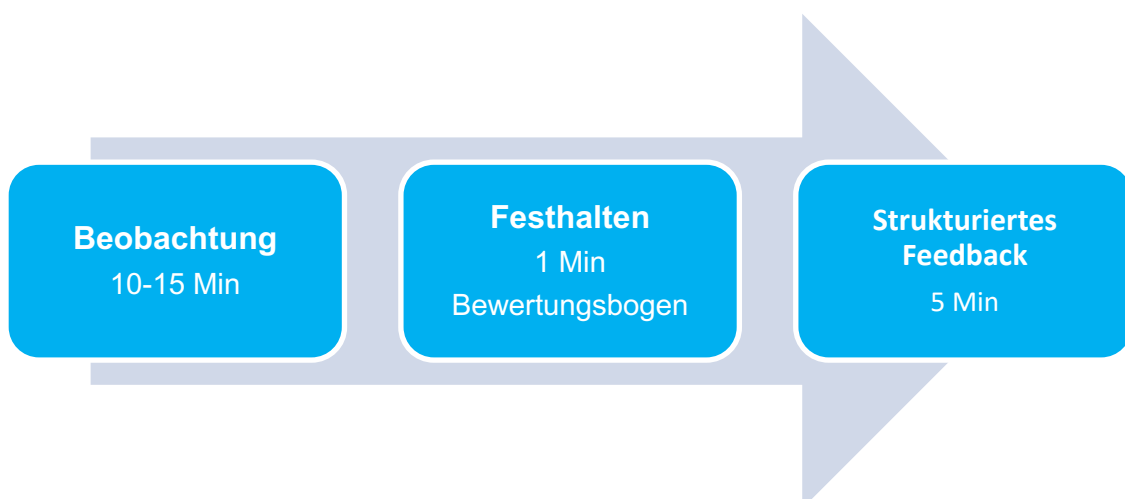 Beobachtung
10-15 Min
Festhalten
1 Min
Bewertungsbogen
Strukturiertes
Feedback
5 Min